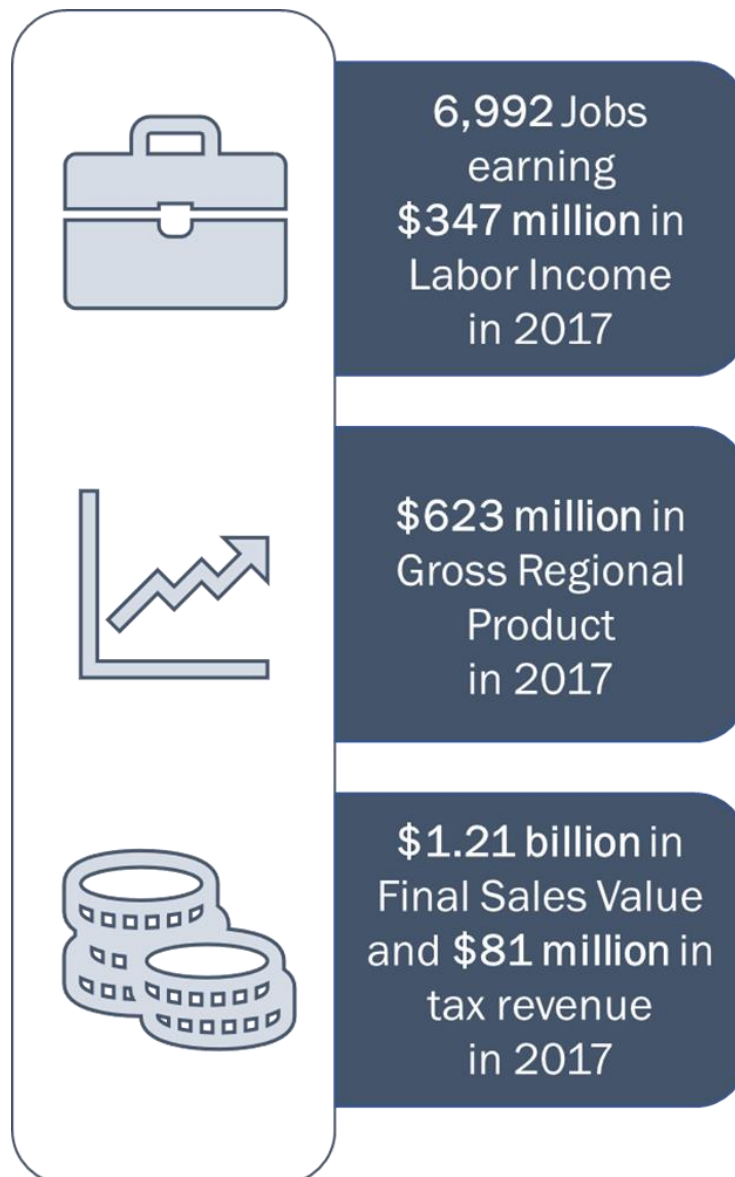 6,992 Jobs
earning
$347 million in
Labor Income
in 2017
$623 million in
Gross Regional
Product
in 2017
$1.21 billion in
Final Sales Value
and $81 million in
tax revenue
in 2017